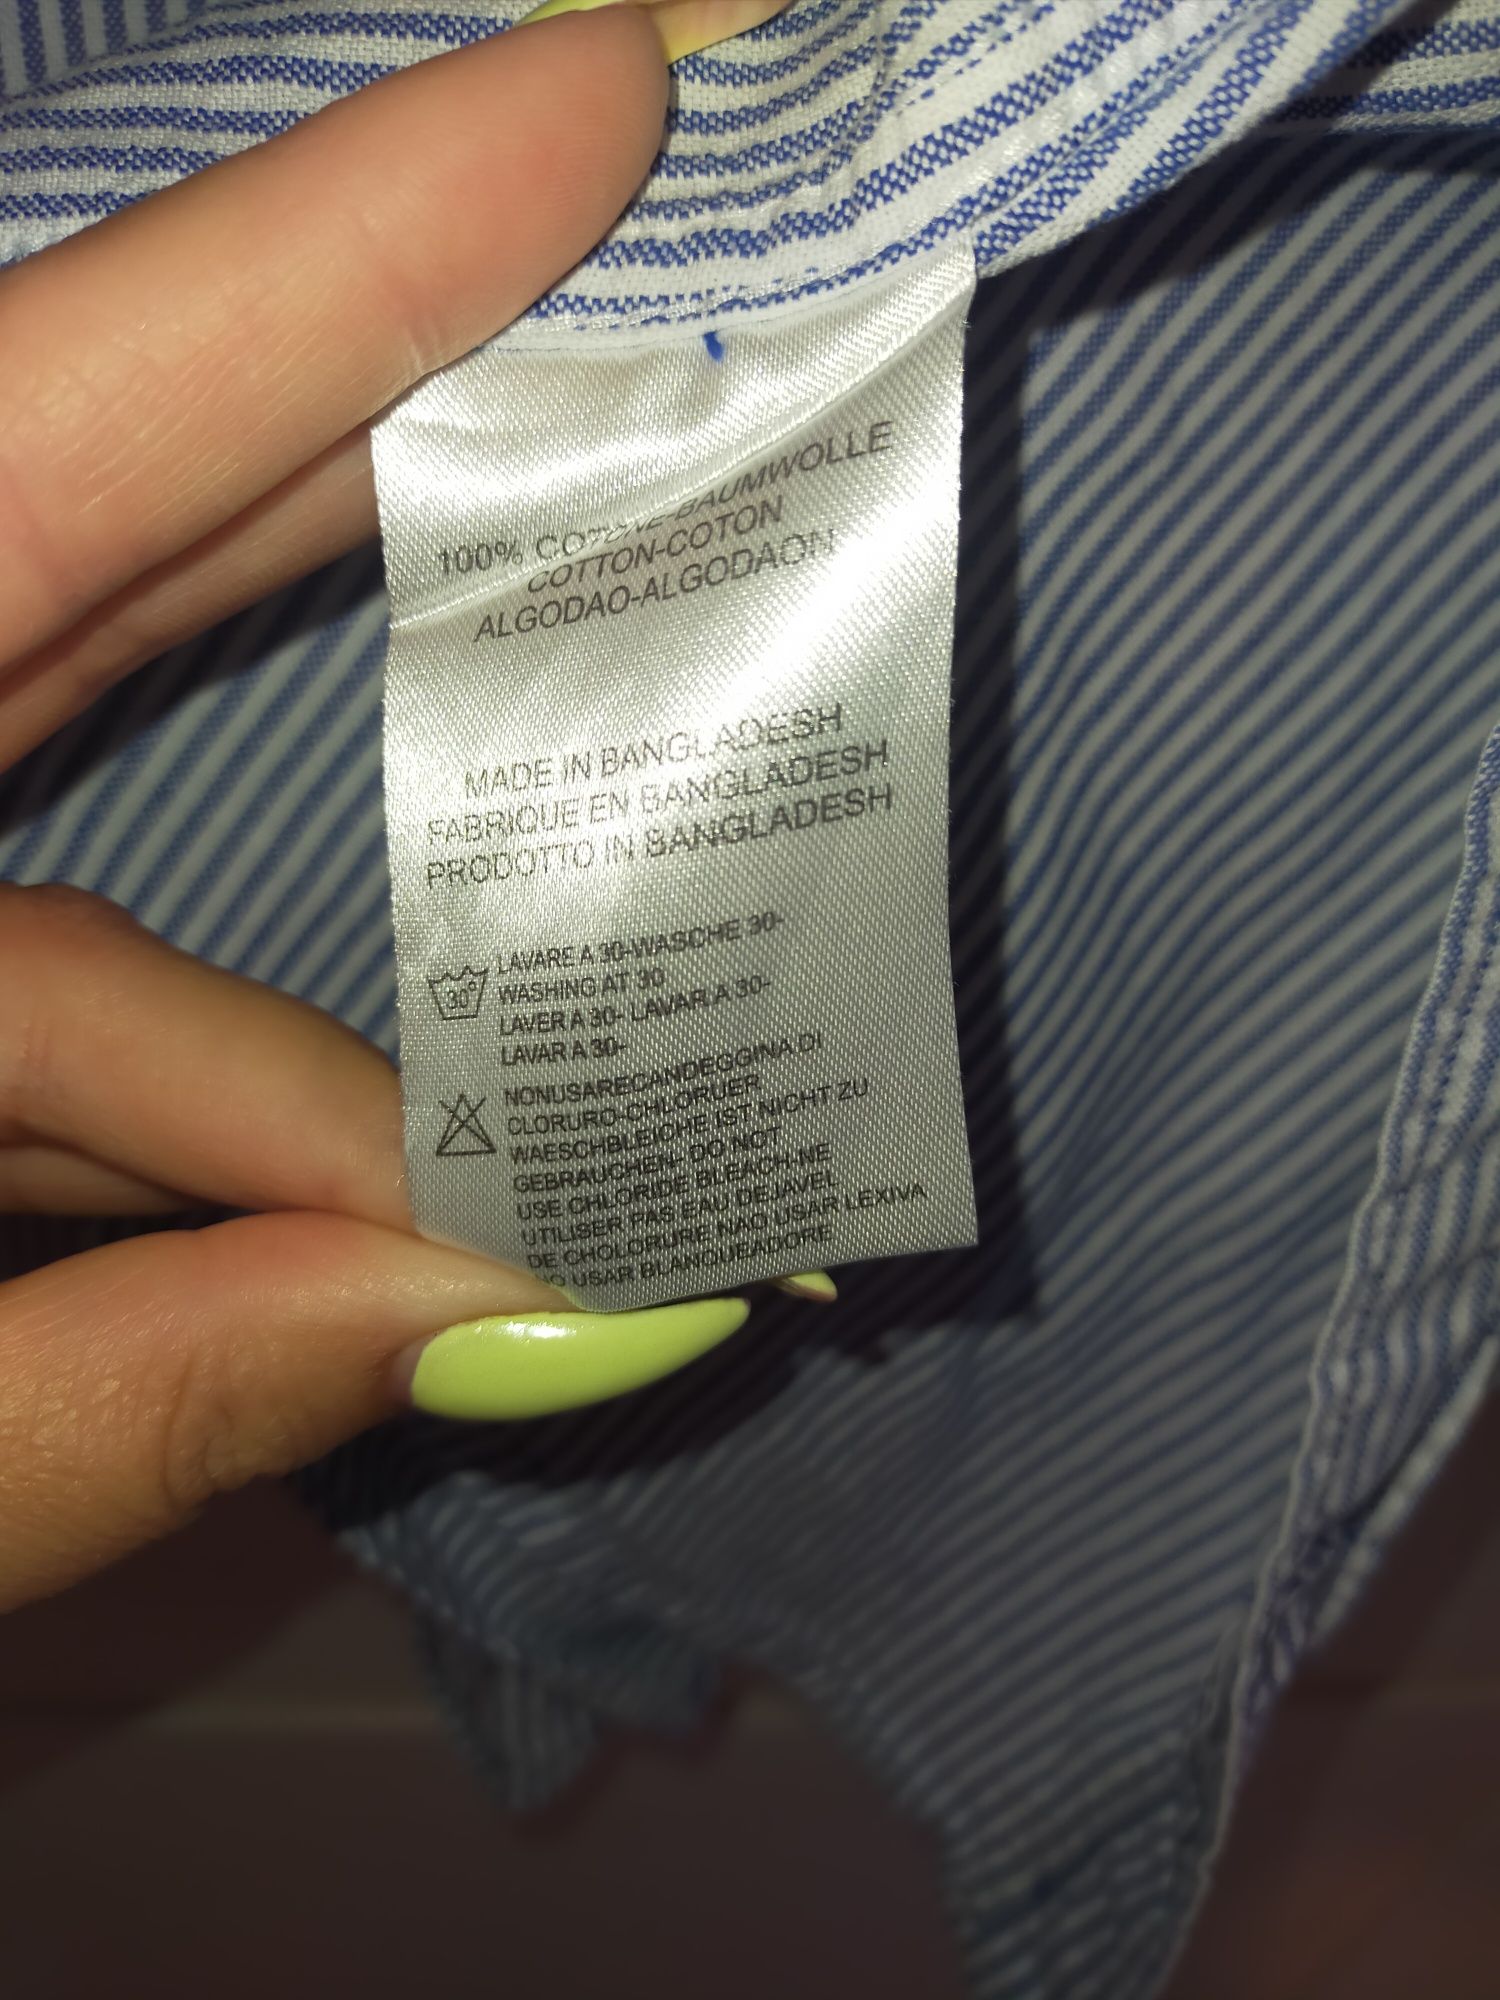 100% COTONE-BAUMWOLLE
COTTON-COTON
ALGODAO-ALGODAON
MADE IN BANGLADESH
FABRIQUE EN BANGLADESH
PRODOTTO IN BANGLADESH
30°
LAVARE A 30-WASCHE 30-
WASHING AT 30
LAVER A 30- LAVAR A 30-
LAVAR A 30-
NONUSARECANDEGGINA DI
CLORURO-CHLORUER
WAESCHBLEICHE IST NICHT ZU
GEBRAUCHEN- DO NOT
USE CHLORIDE BLEACH-NE
UTILISER PAS EAU DEJAVEL
DE CHOLORURE NAO USAR LEXIVA
NO USAR BLANQUEADORE